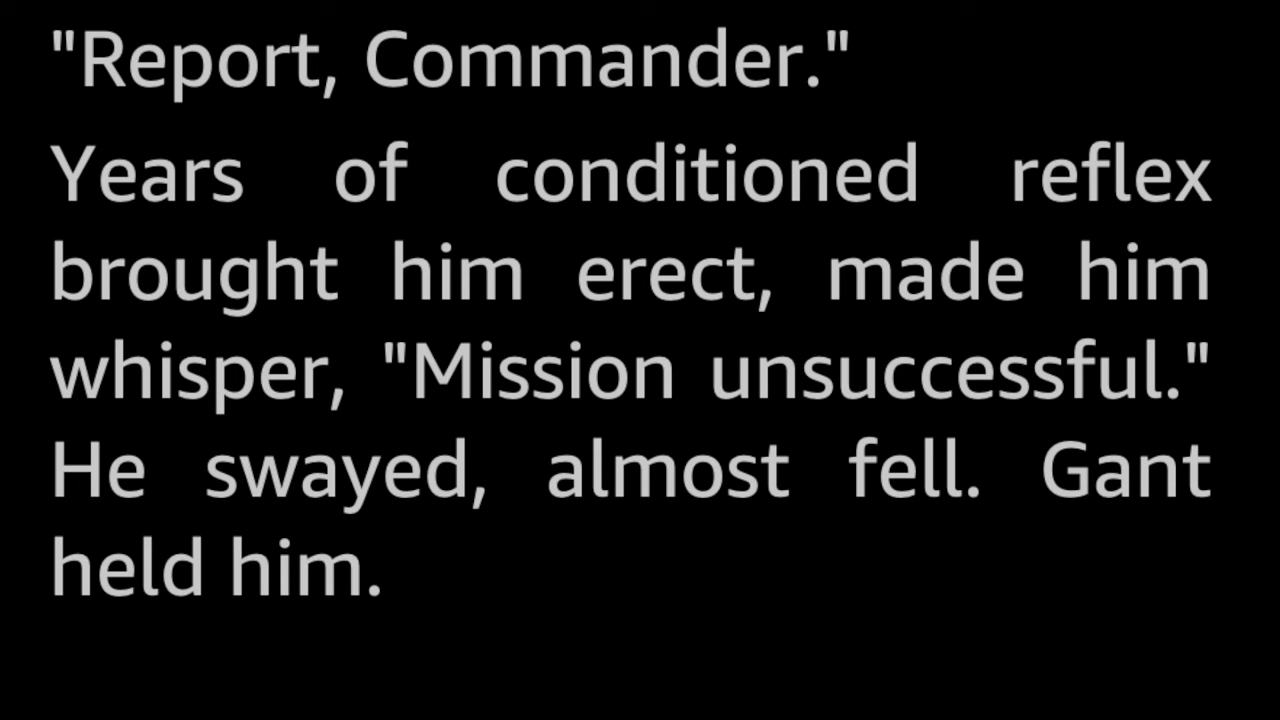 "Report, Commander."
Years of conditioned reflex
brought him erect, made him
whisper, "Mission unsuccessful."
He swayed, almost fell. Gant
held him.